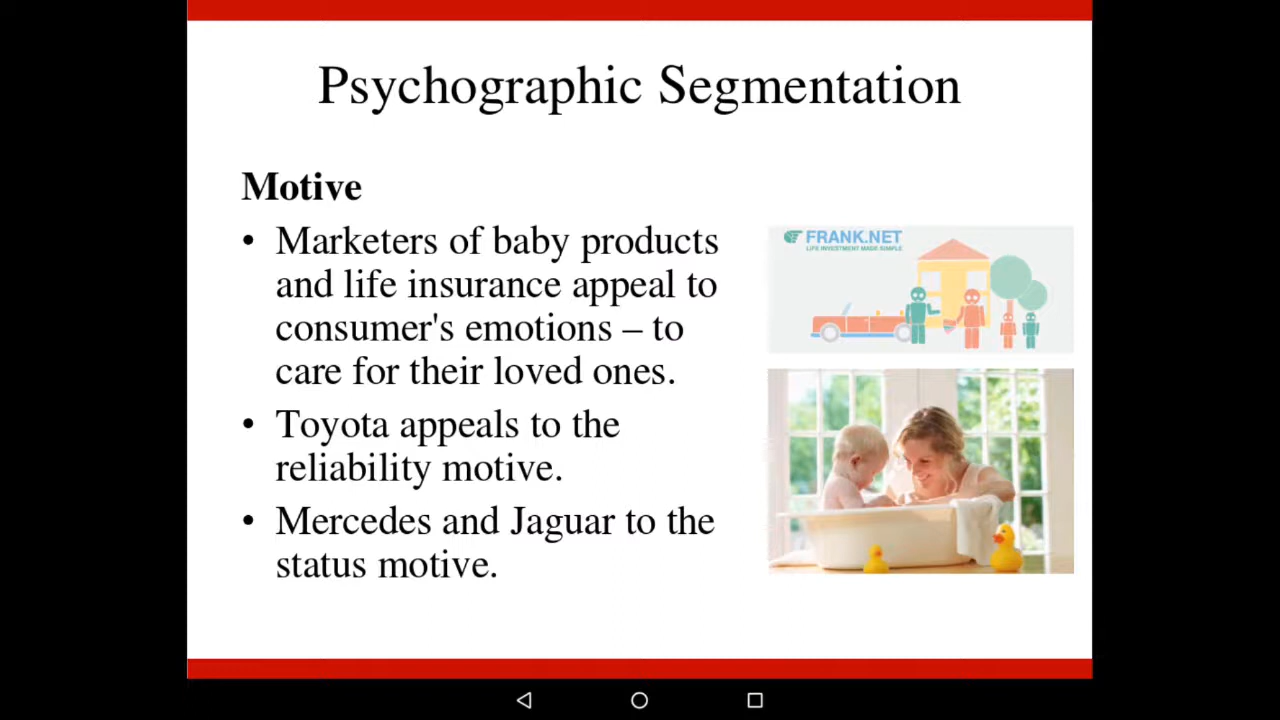 Psychographic Segmentation
Motive
• Marketers of baby products
and life insurance appeal to
consumer's emotions – to
care for their loved ones.
• Toyota appeals to the
reliability motive.
• Mercedes and Jaguar to the
status motive.
FRANK.NET
LIFE INVESTMENT MADE SIMPLE